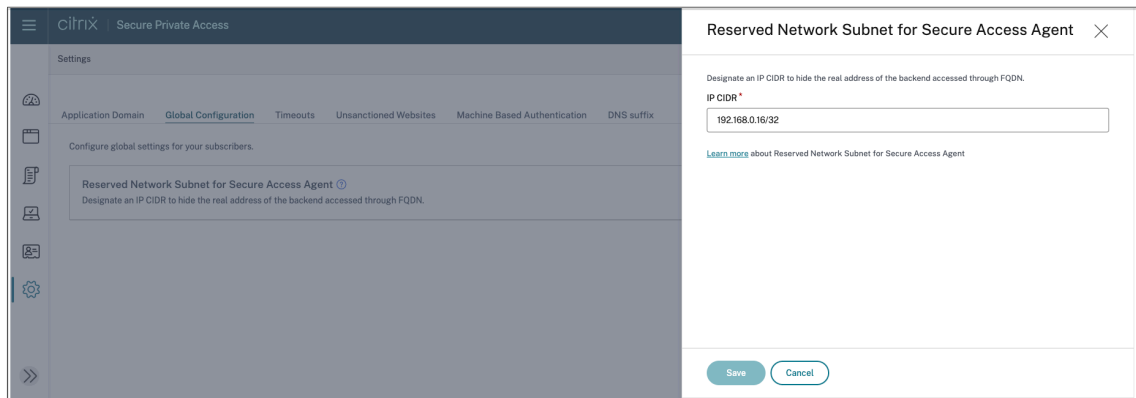 citrix | Secure Private Access
Settings
Application Domain Global Configuration Timeouts Unsanctioned Websites Machine Based Authentication DNS suffix
Configure global settings for your subscribers.
Reserved Network Subnet for Secure Access Agent ?
Designate an IP CIDR to hide the real address of the backend accessed through FQDN.
Reserved Network Subnet for Secure Access Agent
Designate an IP CIDR to hide the real address of the backend accessed through FQDN.
IP CIDR *
192.168.0.16/32
Learn more about Reserved Network Subnet for Secure Access Agent
Save Cancel